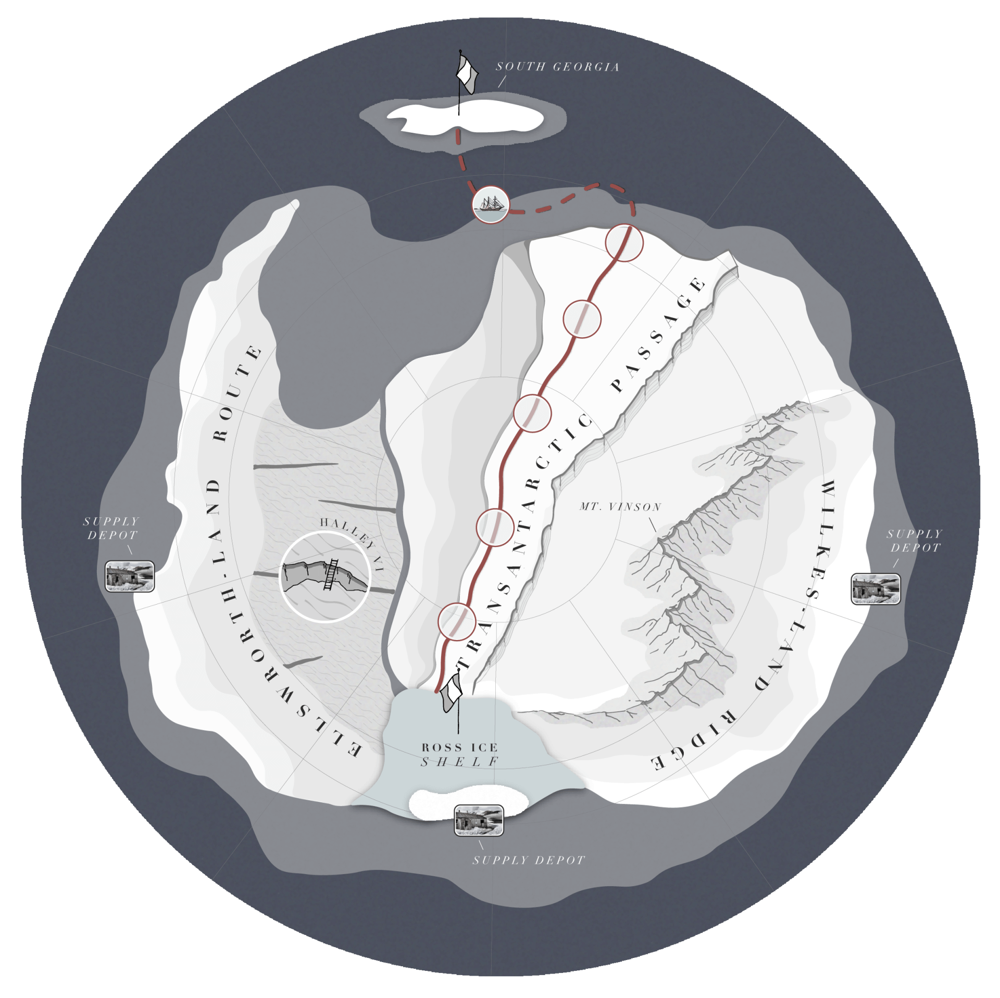 SOUTH GEORGIA
ELLSWRORTH-LAND ROUTE
TRANSANTARCTIC PASSAGE
WILKES-LAND RIDGE
MT. VINSON
HALLEY VI
SUPPLY
DEPOT
SUPPLY
DEPOT
ROSS ICE
SHELF
SUPPLY DEPOT